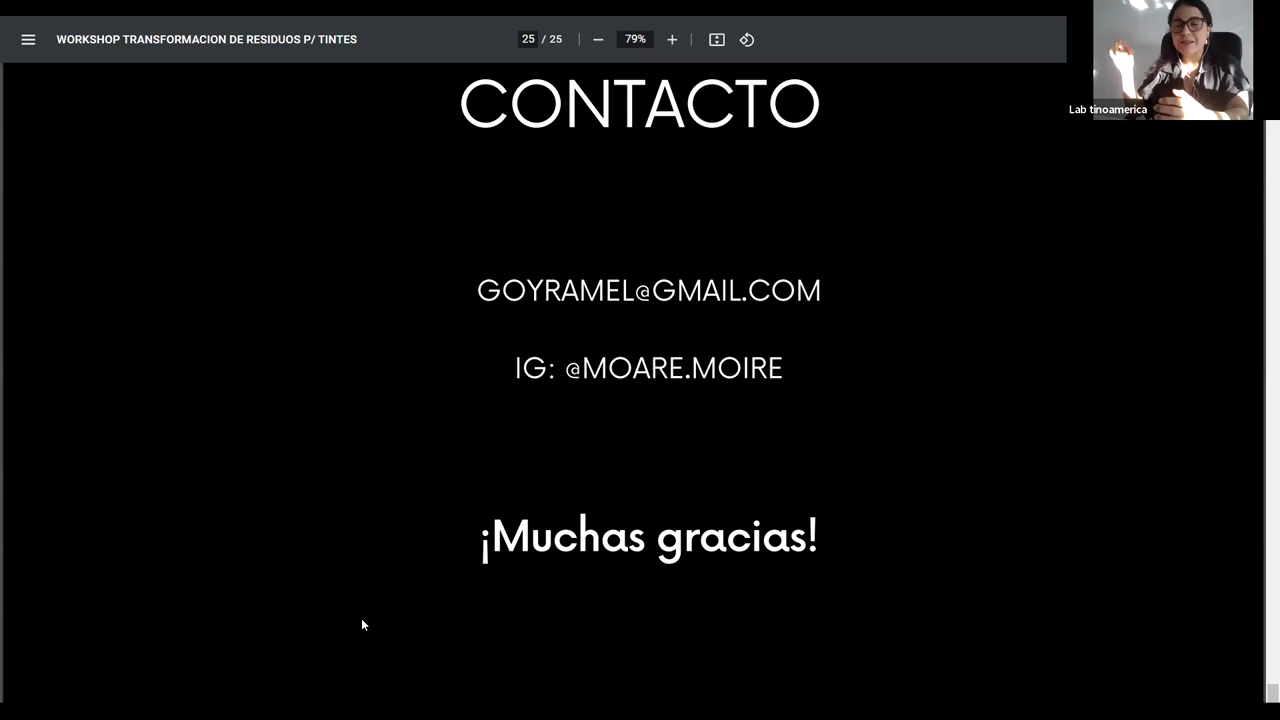 WORKSHOP TRANSFORMACION DE RESIDUOS P/ TINTES
25 / 25
79%
Lab tinoamerica
CONTACTO
GOYRAMEL@GMAIL.COM
IG: @MOARE.MOIRE
¡Muchas gracias!